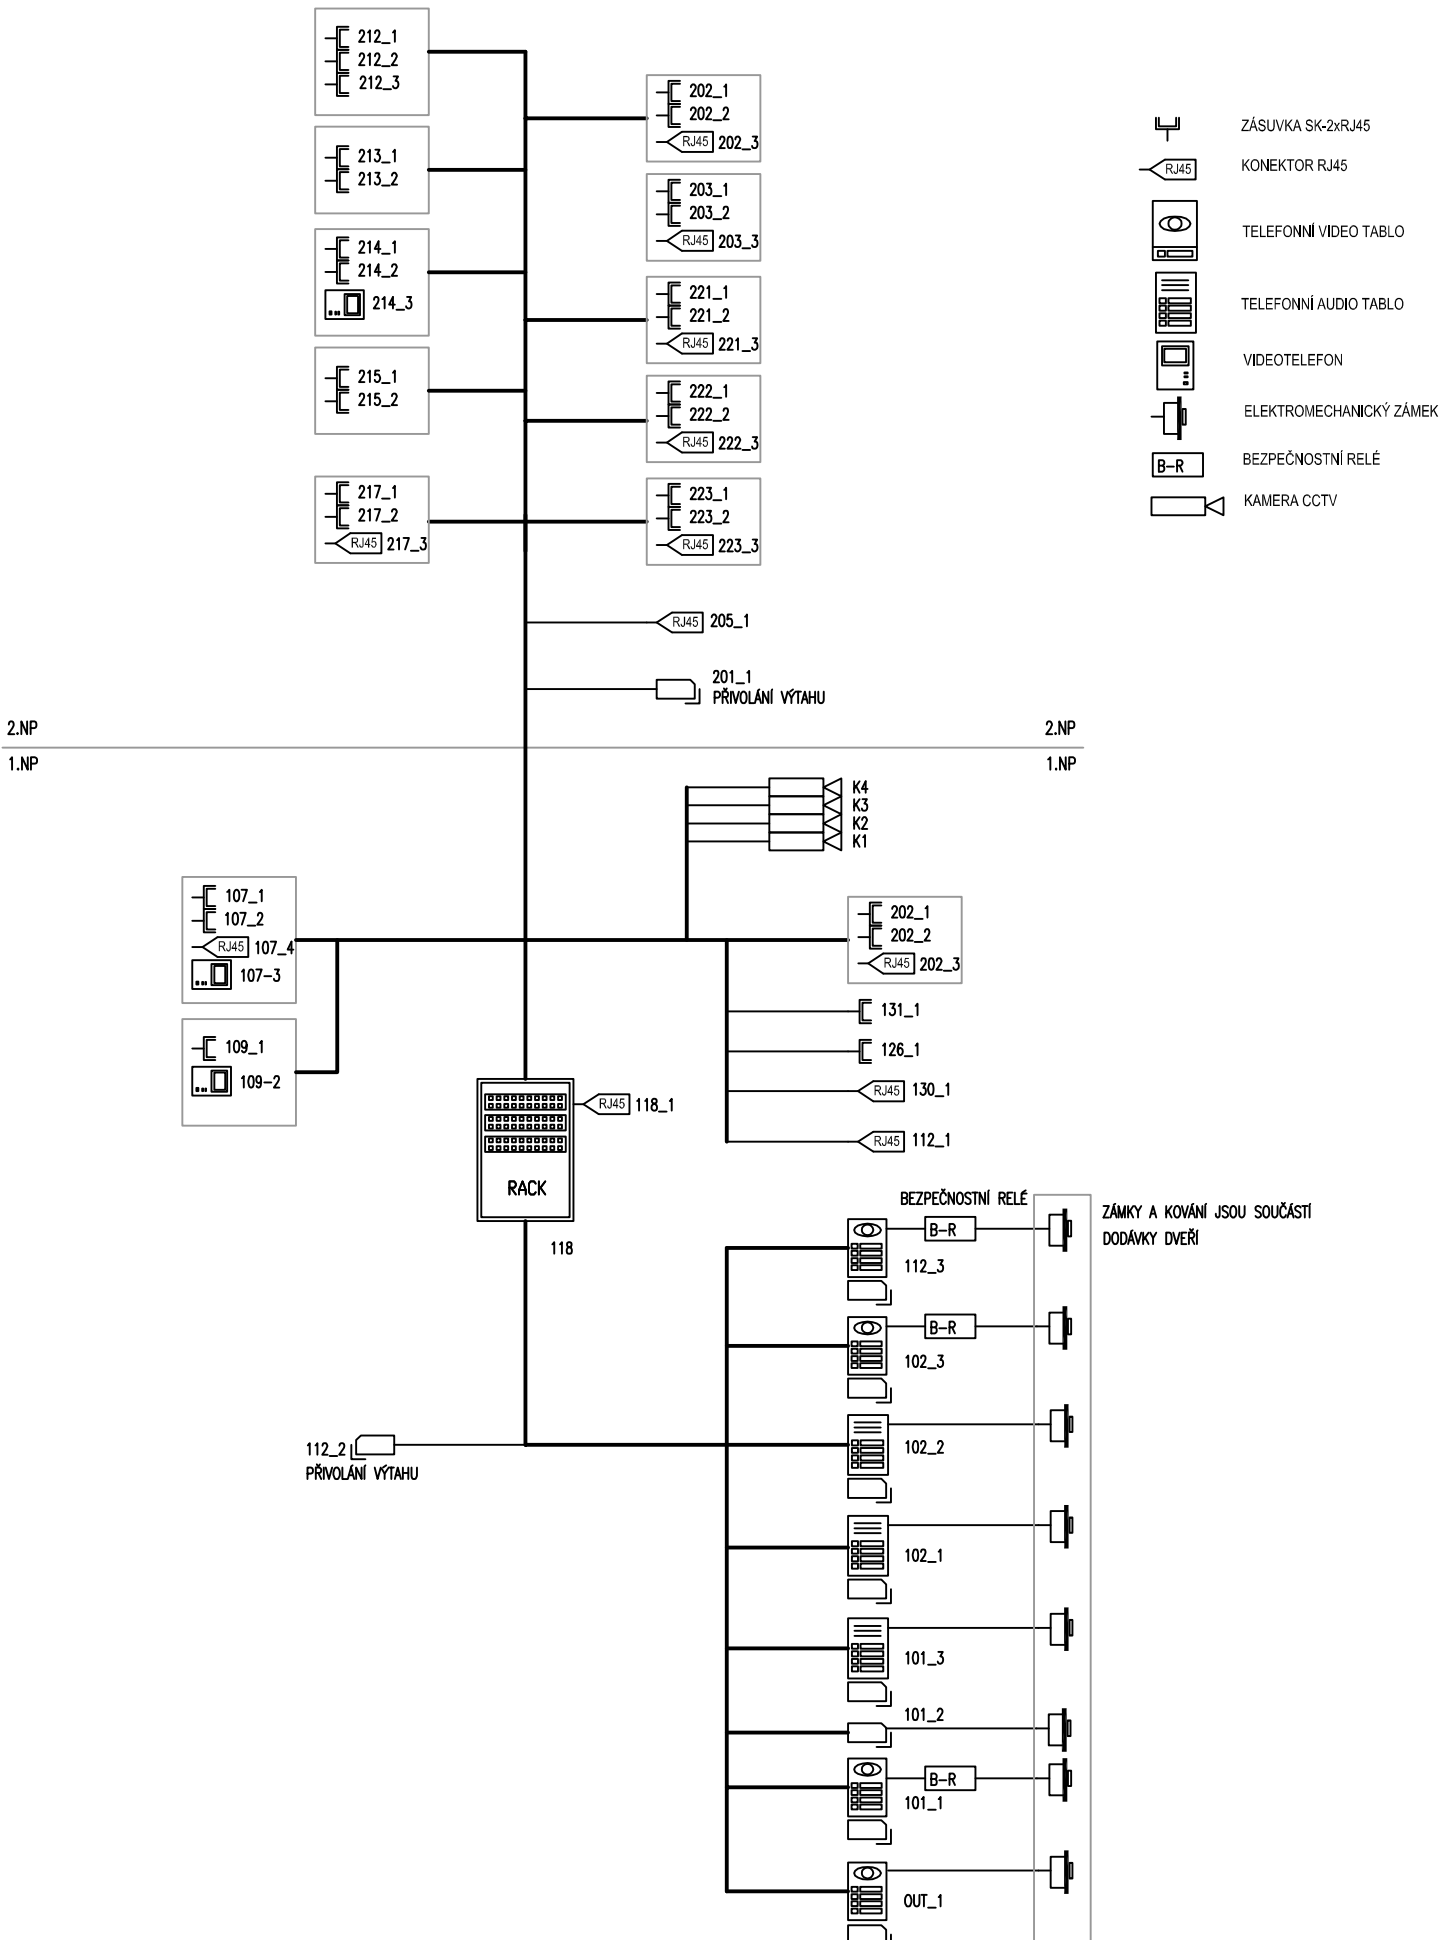 212_1
212_2
212_3
213_1
213_2
214_1
214_2
214_3
215_1
215_2
217_1
217_2
RJ45 217_3
202_1
202_2
RJ45 202_3
203_1
203_2
RJ45 203_3
221_1
221_2
RJ45 221_3
222_1
222_2
RJ45 222_3
223_1
223_2
RJ45 223_3
RJ45 205_1
201_1
PŘIVOLÁNÍ VÝTAHU
ZÁSUVKA SK-2xRJ45
RJ45 KONEKTOR RJ45
TELEFONNÍ VIDEO TABLO
TELEFONNÍ AUDIO TABLO
VIDEOTELEFON
ELEKTROMECHANICKÝ ZÁMEK
B-R BEZPEČNOSTNÍ RELÉ
KAMERA CCTV
2.NP 2.NP
1.NP 1.NP
K4
K3
K2
K1
107_1
107_2
RJ45 107_4
107-3
109_1
109-2
202_1
202_2
RJ45 202_3
131_1
126_1
RJ45 130_1
RJ45 112_1
RJ45 118_1
RACK
118
BEZPEČNOSTNÍ RELÉ
ZÁMKY A KOVÁNÍ JSOU SOUČÁSTÍ
DODÁVKY DVEŘÍ
B-R
112_3
B-R
102_3
102_2
112_2
PŘIVOLÁNÍ VÝTAHU
102_1
101_3
101_2
B-R
101_1
OUT_1